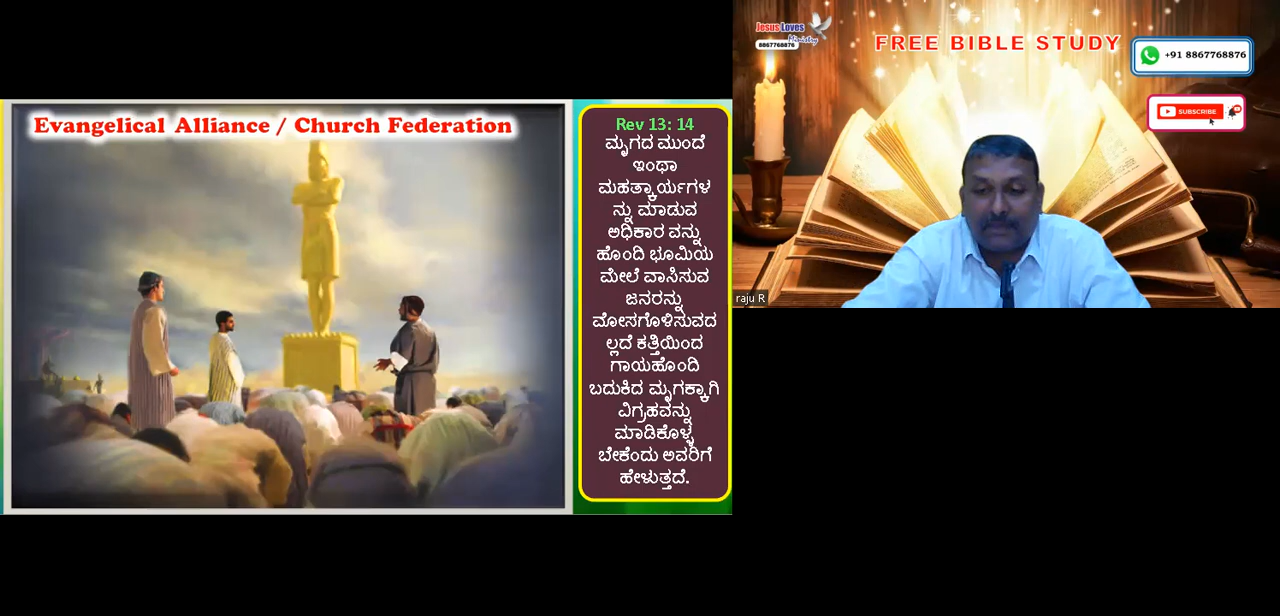 Evangelical Alliance / Church Federation
Rev 13: 14
ಮೃಗದ ಮುಂದೆ
ಇಂಥಾ
ಮಹತ್ಕಾರ್ಯಗಳ
ನ್ನು ಮಾಡುವ
ಅಧಿಕಾರ ವನ್ನು
ಹೊಂದಿ ಭೂಮಿಯ
ಮೇಲೆ ವಾಸಿಸುವ
ಜನರನ್ನು
ಮೋಸಗೊಳಿಸುವದ
ಲ್ಲದೆ ಕತ್ತಿಯಿಂದ
ಗಾಯಹೊಂದಿ
ಬದುಕಿದ ಮೃಗಕ್ಕಾಗಿ
ವಿಗ್ರಹವನ್ನು
ಮಾಡಿಕೊಳ್ಳ
ಬೇಕೆಂದು ಅವರಿಗೆ
ಹೇಳುತ್ತದೆ.
Jesus Loves
Ministry
8867768876
FREE BIBLE STUDY
+91 8867768876
SUBSCRIBE
raju R